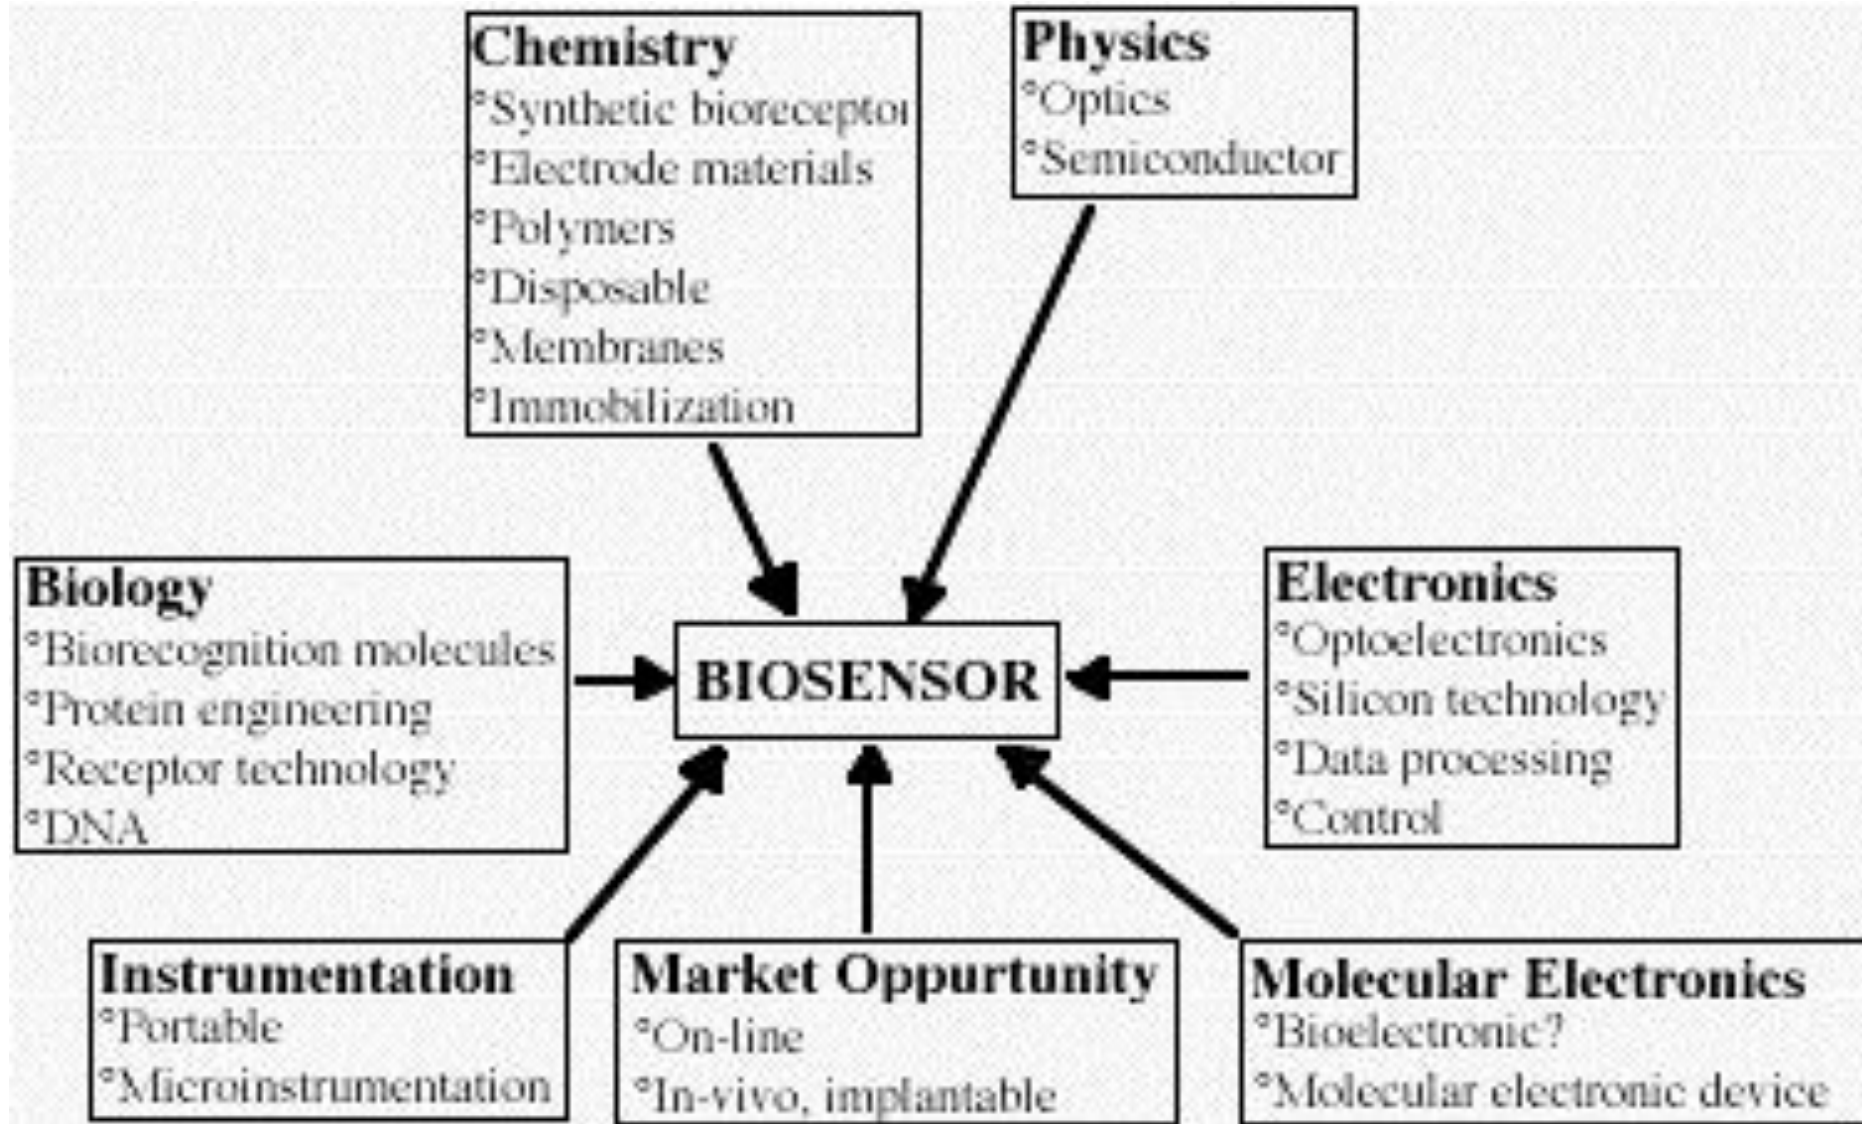 Chemistry
°Synthetic bioreceptor
°Electrode materials
°Polymers
°Disposable
°Membranes
°Immobilization
Physics
°Optics
°Semiconductor
Biology
°Biorecognition molecules
°Protein engineering
°Receptor technology
°DNA
BIOSENSOR
Electronics
°Optoelectronics
°Silicon technology
°Data processing
°Control
Instrumentation
°Portable
°Microinstrumentation
Market Oppurtunity
°On-line
°In-vivo, implantable
Molecular Electronics
°Bioelectronic?
°Molecular electronic device